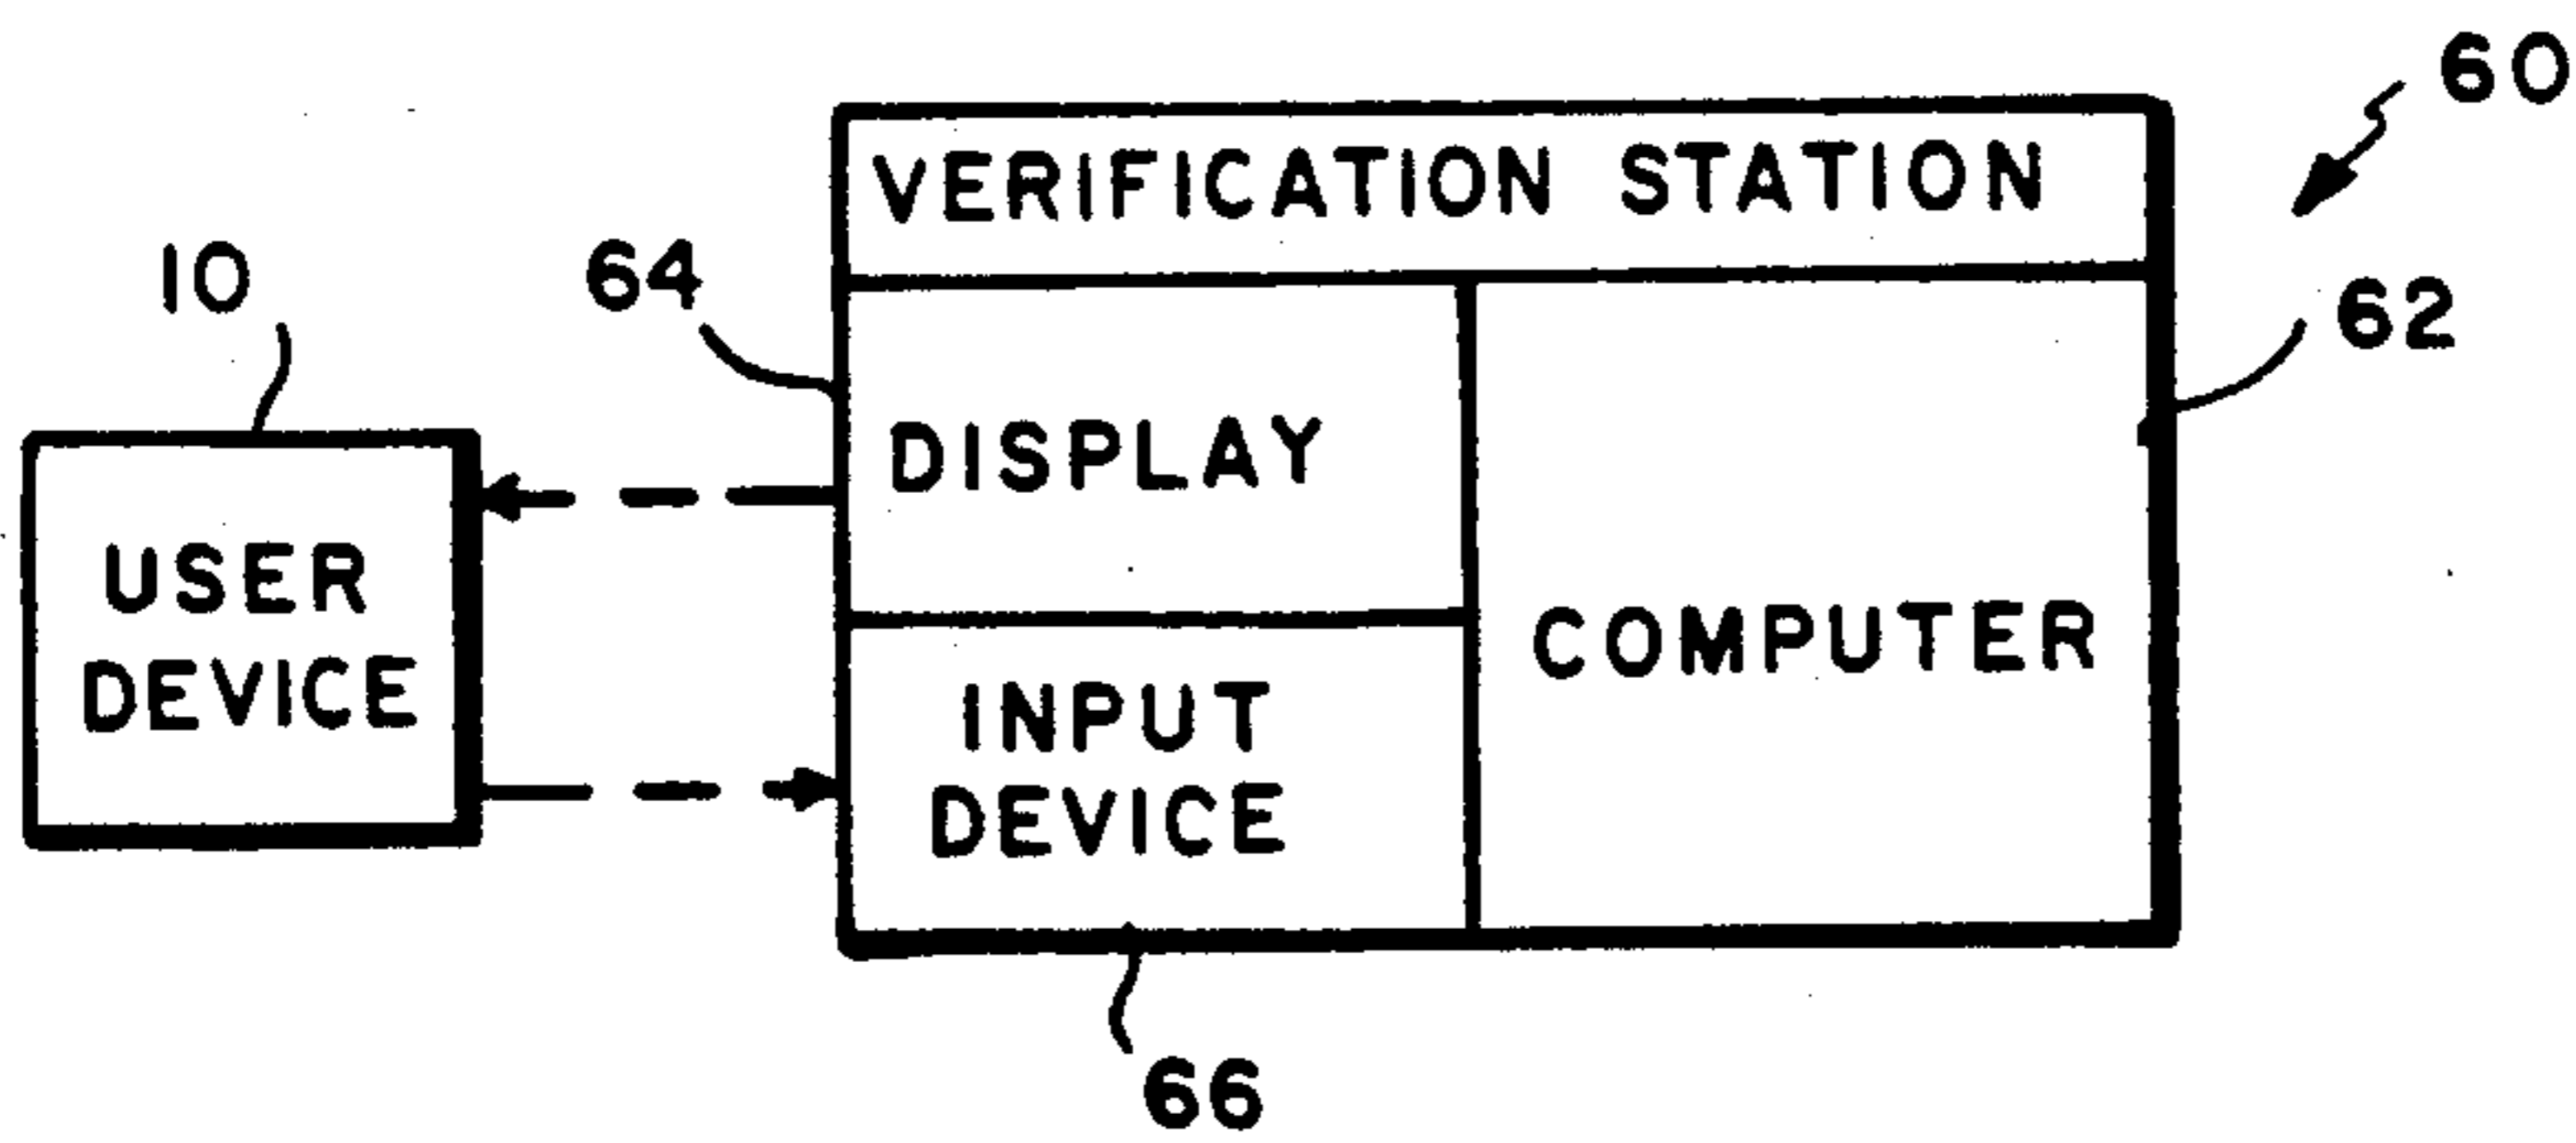 60
VERIFICATION STATION
10
64
62
DISPLAY
USER
DEVICE
COMPUTER
INPUT
DEVICE
66